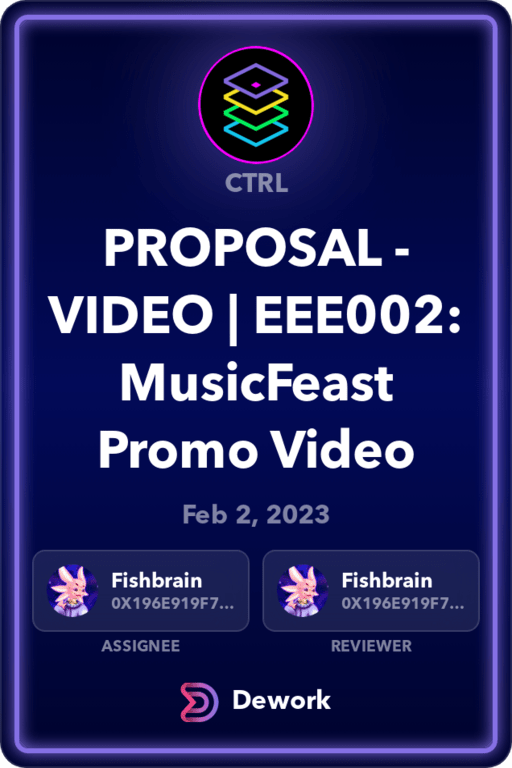 CTRL
PROPOSAL -
VIDEO | EEE002:
MusicFeast
Promo Video
Feb 2, 2023
Fishbrain
0X196E919F7...
ASSIGNEE
Fishbrain
0X196E919F7...
REVIEWER
Dework